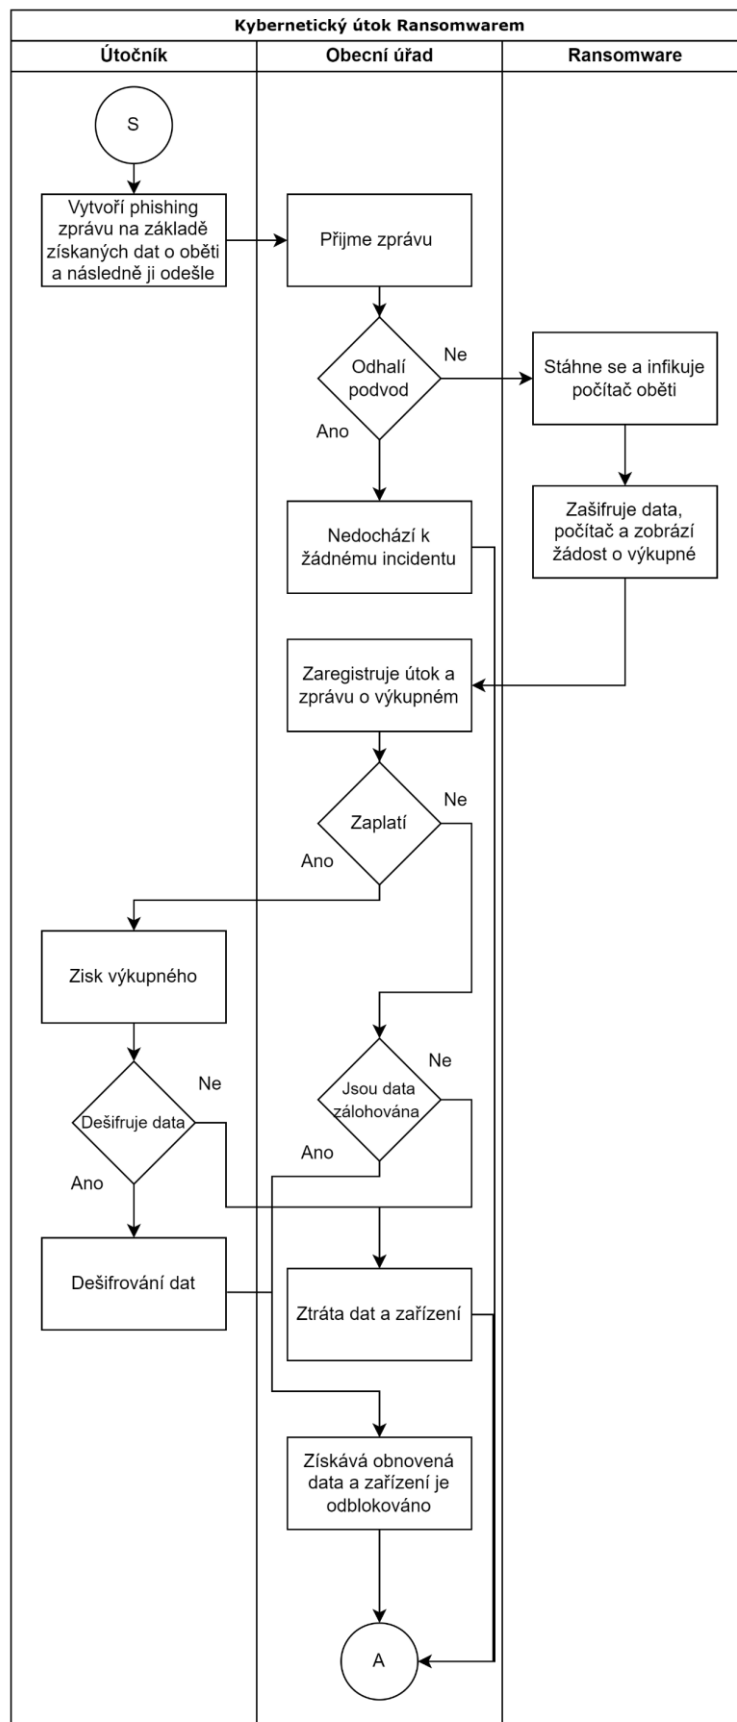 Kybernetický útok Ransomwarem
Útočník
Obecní úřad
Ransomware
S
Vytvoří phishing
zprávu na základě
získaných dat o oběti
a následně ji odešle
Přijme zprávu
Odhalí
podvod
Ne
Ano
Stáhne se a infikuje
počítač oběti
Nedochází k
žádnému incidentu
Zašifruje data,
počítač a zobrází
žádost o výkupné
Zaregistruje útok a
zprávu o výkupném
Zaplatí
Ne
Ano
Zisk výkupného
Dešifruje data
Ne
Ano
Jsou data
zálohována
Ne
Ano
Dešifrování dat
Ztráta dat a zařízení
Získává obnovená
data a zařízení je
odblokováno
A